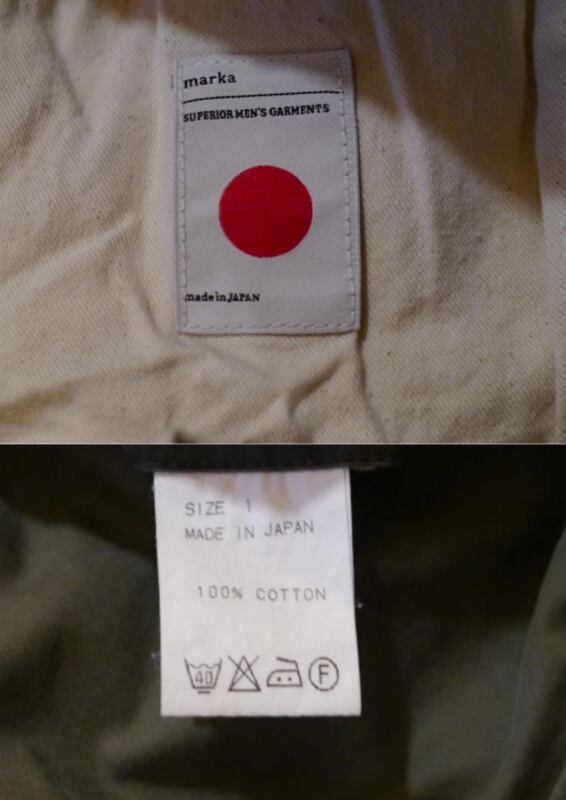 marka
SUPERIOR MEN'S GARMENTS
made in JAPAN
SIZE 1
MADE IN JAPAN
100% COTTON
40
F